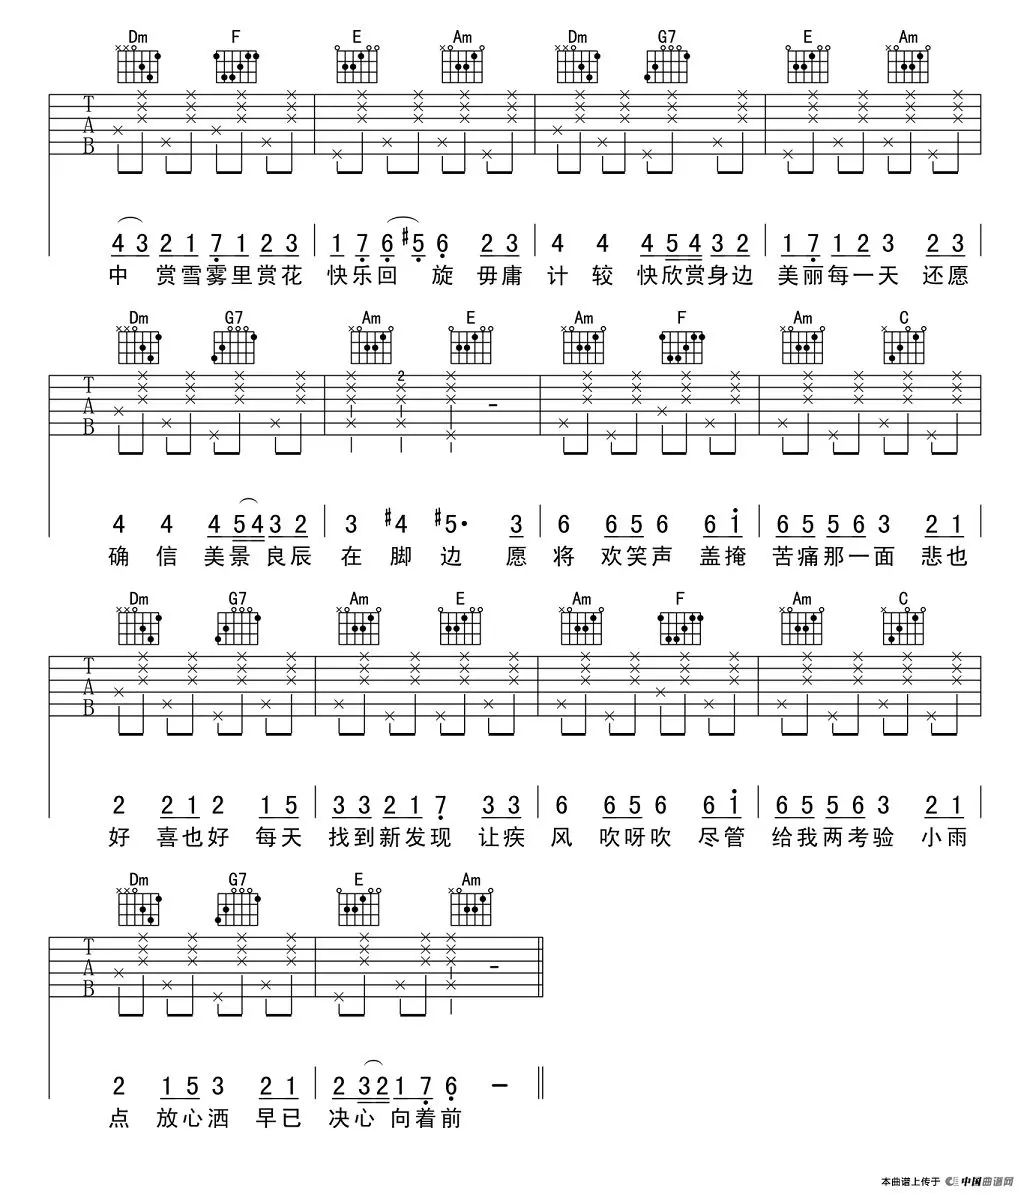 Dm F E Am Dm G7 E Am
T
A
B
4 3 2 1 7 1 2 3 1 7 6 #5 6 2 3 4 4 4 5 4 3 2 1 7 1 2 3 2 3
中 赏雪雾里赏花 快乐回 旋 毋庸 计 较 快欣赏身边 美丽每一天 还愿
Dm G7 Am E Am F Am C
2
T
A
B
4 4 4 5 4 3 2 3 #4 #5· 3 6 6 5 6 6 1 6 5 5 6 3 2 1
确 信 美景 良辰 在 脚 边 愿 将 欢笑声 盖掩 苦痛那一面 悲也
Dm G7 Am E Am F Am C
T
A
B
2 2 1 2 1 5 3 3 2 1 7 3 3 6 6 5 6 6 1 6 5 5 6 3 2 1
好 喜也好 每天 找到新发现 让疾 风 吹呀吹 尽管 给我两考验 小雨
Dm G7 E Am
T
A
B
2 1 5 3 2 1 2 3 2 1 7 6 –
点 放心洒 早已 决心 向着前
本曲谱上传于 中国曲谱网